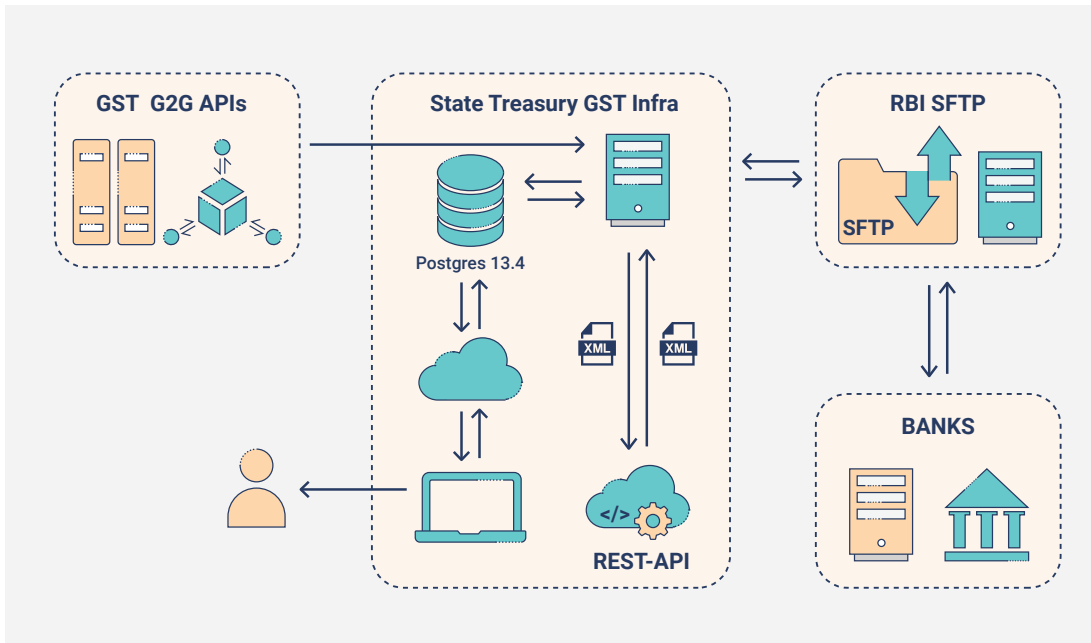 GST G2G APIs
State Treasury GST Infra
RBI SFTP
SFTP
Postgres 13.4
XML
XML
BANKS
</>
REST-API